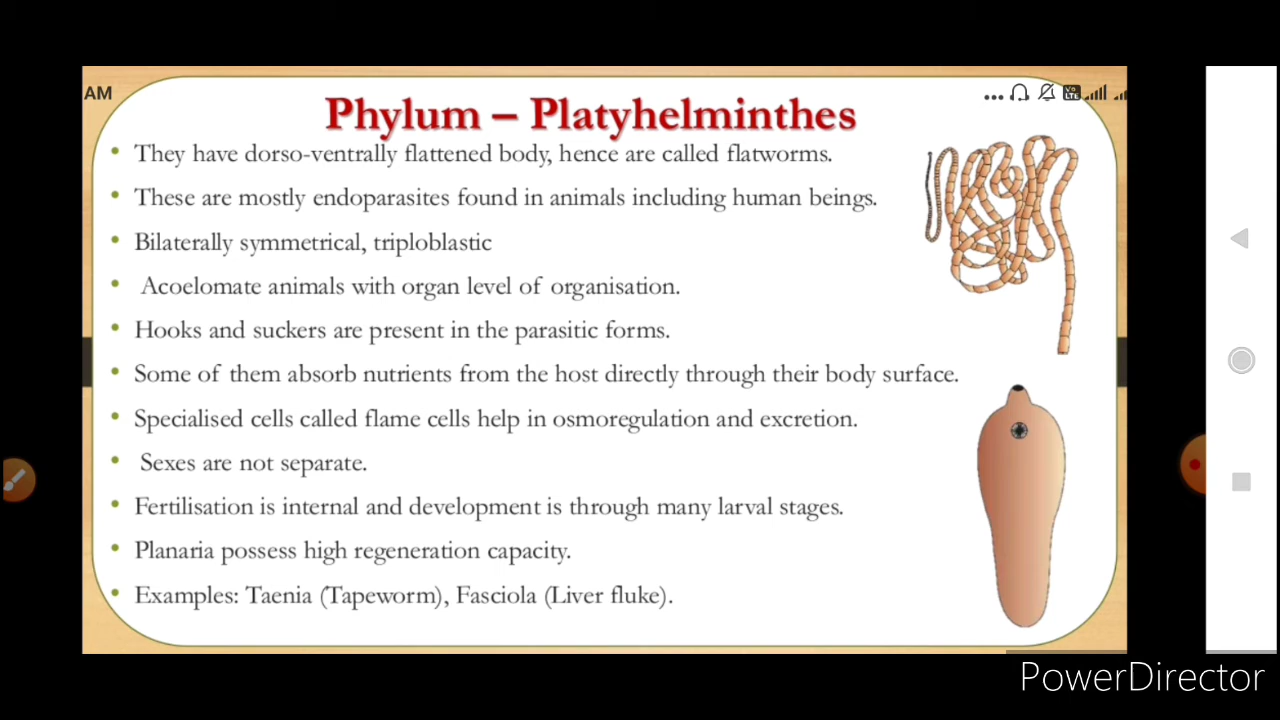 AM
Vo
LTE
Phylum – Platyhelminthes
• They have dorso-ventrally flattened body, hence are called flatworms.
• These are mostly endoparasites found in animals including human beings.
• Bilaterally symmetrical, triploblastic
• Acoelomate animals with organ level of organisation.
• Hooks and suckers are present in the parasitic forms.
• Some of them absorb nutrients from the host directly through their body surface.
• Specialised cells called flame cells help in osmoregulation and excretion.
• Sexes are not separate.
• Fertilisation is internal and development is through many larval stages.
• Planaria possess high regeneration capacity.
• Examples: Taenia (Tapeworm), Fasciola (Liver fluke).
PowerDirector